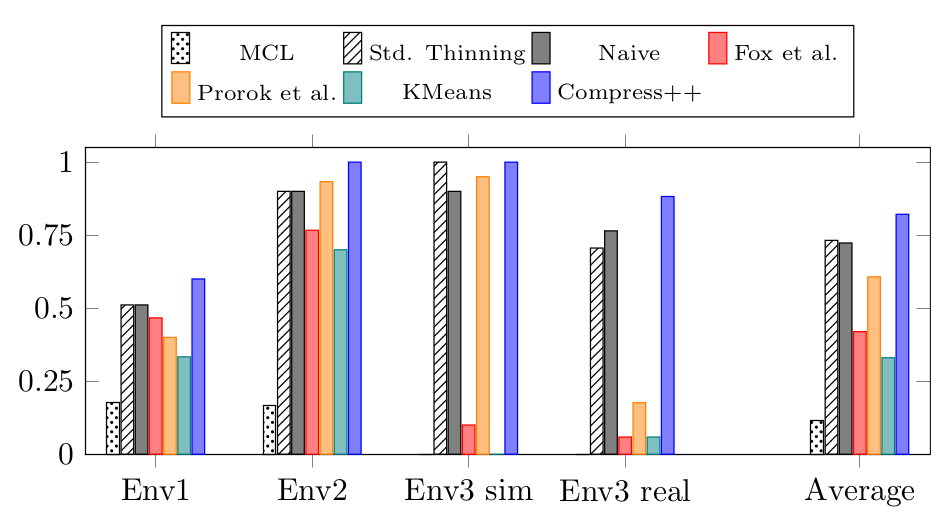 MCL Std. Thinning Naive Fox et al.
Prorok et al. KMeans Compress++
1
0.75
0.5
0.25
0
Env1 Env2 Env3 sim Env3 real Average